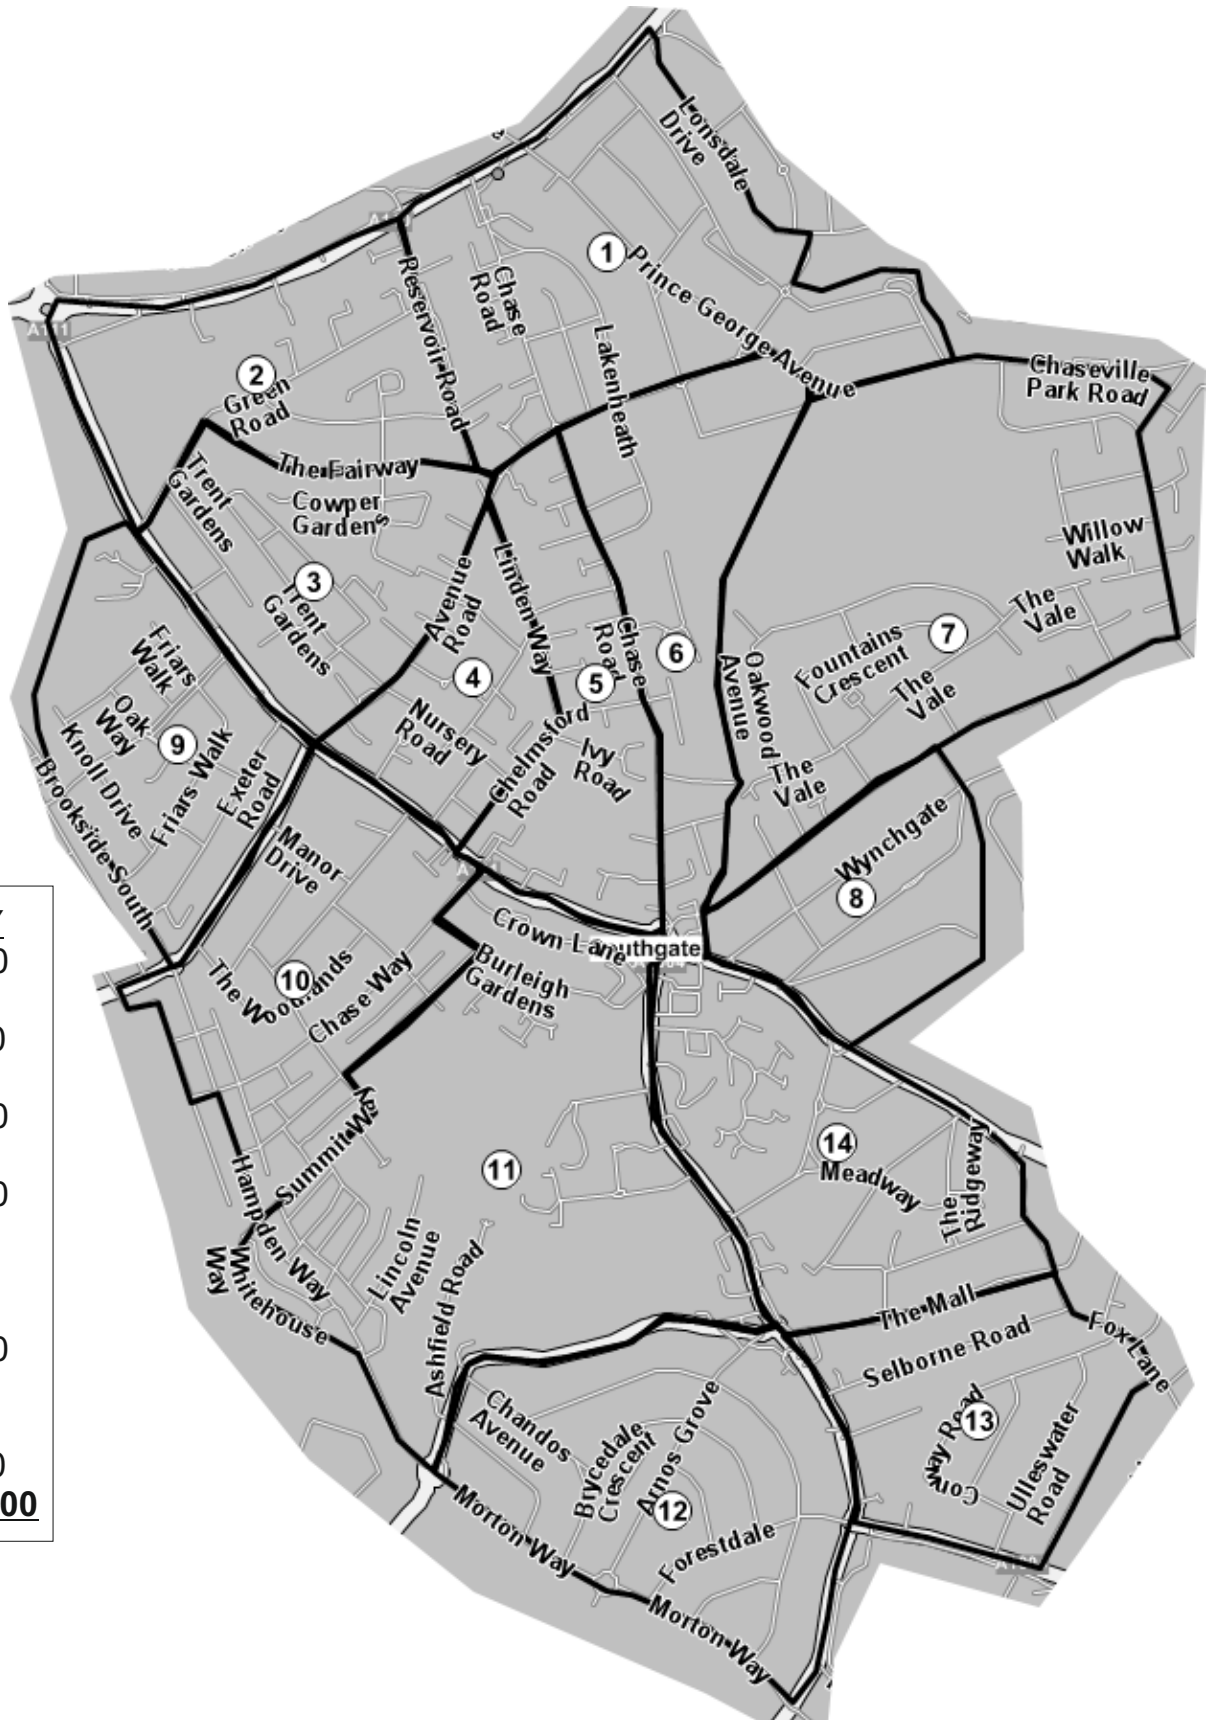 Lonsdale
Drive
1
Prince George Avenue
Chase
Road
Reservoir Road
Lakenheath
A111
2
Green
Road
Chaseville
Park Road
The Fairway
Trent
Gardens
Cowper
Gardens
Willow
Walk
3
Trent
Gardens
Avenue
Road
Linden Way
Chase
Road
The
Vale
7
Fountains
Crescent
The
Vale
6
Oakwood
Avenue
4
5
Friars
Walk
Oak
Way
9
Knoll Drive
Friars Walk
Exeter
Road
Brookside South
Nursery
Road
Chelmsford
Road
Ivy
Road
The
Vale
Manor
Drive
Wynchgate
8
Crown Lane
Southgate
Burleigh
Gardens
10
The Woodlands
Chase Way
00
Summit Way
14
Meadway
The
Ridgeway
11
Hampden Way
Whitehouse
Way
Lincoln
Avenue
Ashfield Road
The Mall
Fox Lane
Selborne Road
Chandos
Avenue
Brycedale
Crescent
Arnos Grove
13
Conway Road
Ulleswater
Road
12
Forestdale
Morton Way
Morton Way